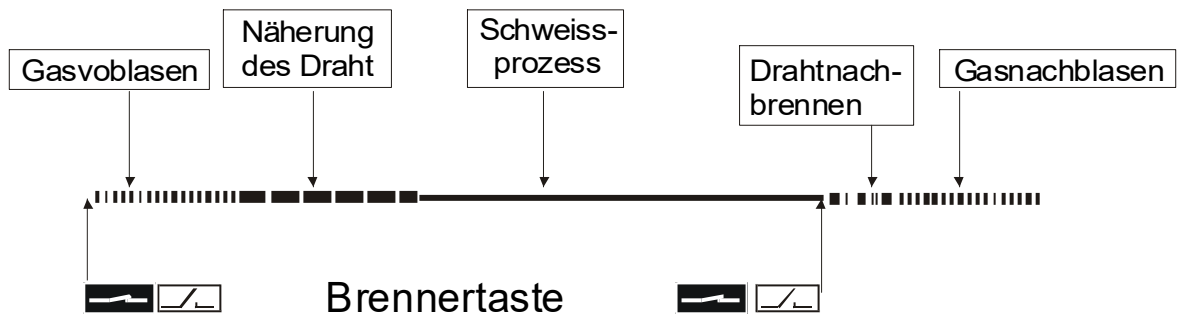 Gasvoblasen
Näherung
des Draht
Schweiss-
prozess
Drahtnach-
brennen
Gasnachblasen
Brennertaste